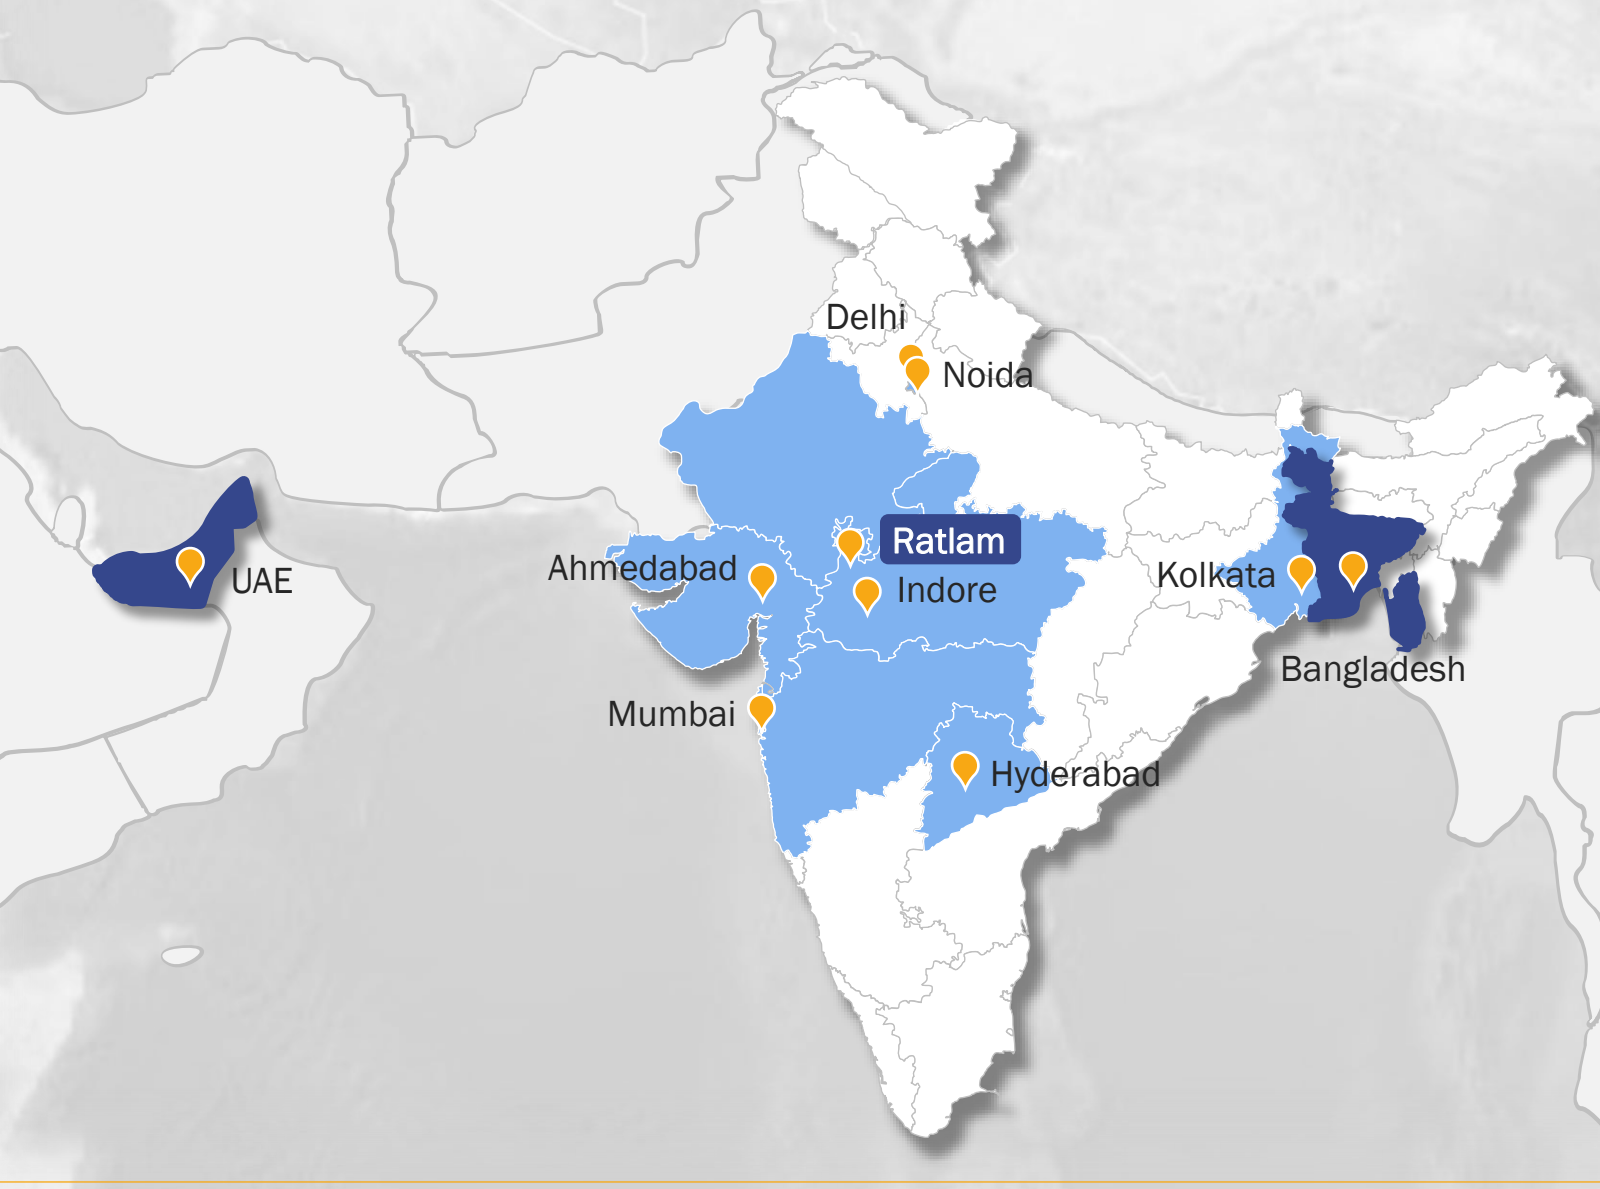 Delhi
Noida
Ratlam
Ahmedabad
Indore
UAE
Kolkata
Bangladesh
Mumbai
Hyderabad